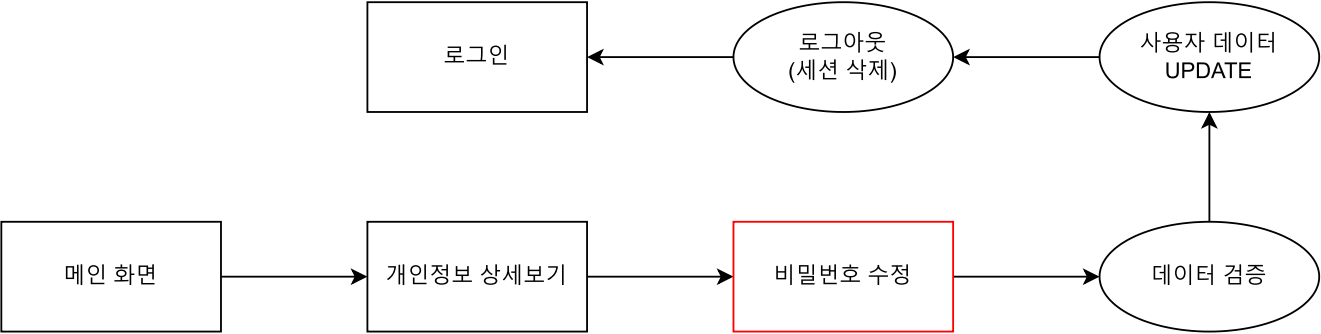 로그인
로그아웃
(세션 삭제)
사용자 데이터
UPDATE
메인 화면
개인정보 상세보기
비밀번호 수정
데이터 검증